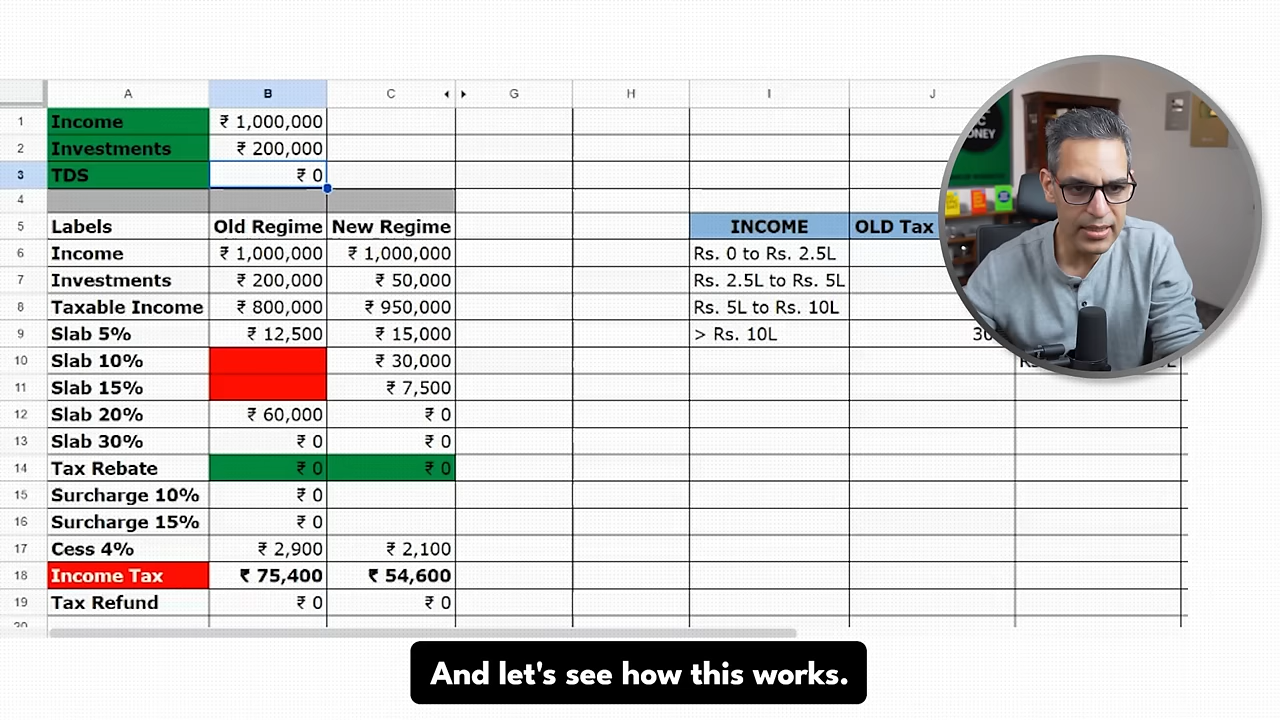 A B C G H I J
1 Income ₹ 1,000,000
2 Investments ₹ 200,000
3 TDS ₹ 0
4
5 Labels Old Regime New Regime INCOME OLD Tax
6 Income ₹ 1,000,000 ₹ 1,000,000 Rs. 0 to Rs. 2.5L
7 Investments ₹ 200,000 ₹ 50,000 Rs. 2.5L to Rs. 5L
8 Taxable Income ₹ 800,000 ₹ 950,000 Rs. 5L to Rs. 10L
9 Slab 5% ₹ 12,500 ₹ 15,000 > Rs. 10L
10 Slab 10% ₹ 30,000
11 Slab 15% ₹ 7,500
12 Slab 20% ₹ 60,000 ₹ 0
13 Slab 30% ₹ 0 ₹ 0
14 Tax Rebate ₹ 0 ₹ 0
15 Surcharge 10% ₹ 0
16 Surcharge 15% ₹ 0
17 Cess 4% ₹ 2,900 ₹ 2,100
18 Income Tax ₹ 75,400 ₹ 54,600
19 Tax Refund ₹ 0 ₹ 0
MONEY
And let's see how this works.